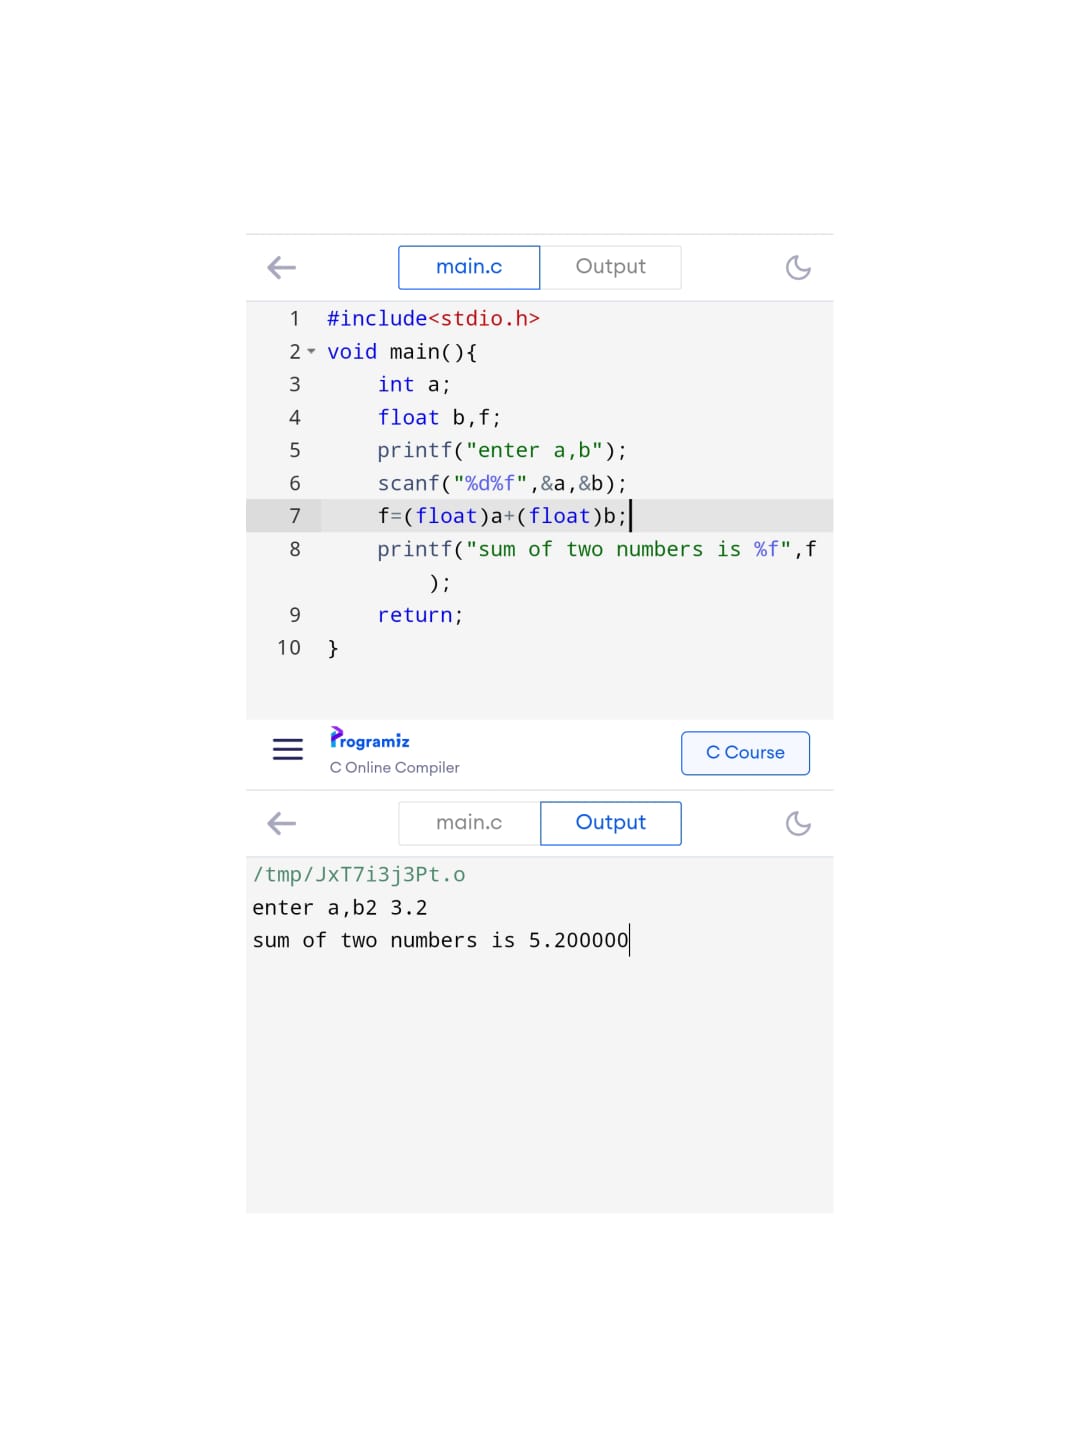 main.c Output
1 #include<stdio.h>
2 void main(){
3 int a;
4 float b,f;
5 printf("enter a,b");
6 scanf("%d%f",&a,&b);
7 f=(float)a+(float)b;
8 printf("sum of two numbers is %f",f
);
9 return;
10 }
Programiz
C Online Compiler
C Course
main.c Output
/tmp/JxT7i3j3Pt.o
enter a,b2 3.2
sum of two numbers is 5.200000